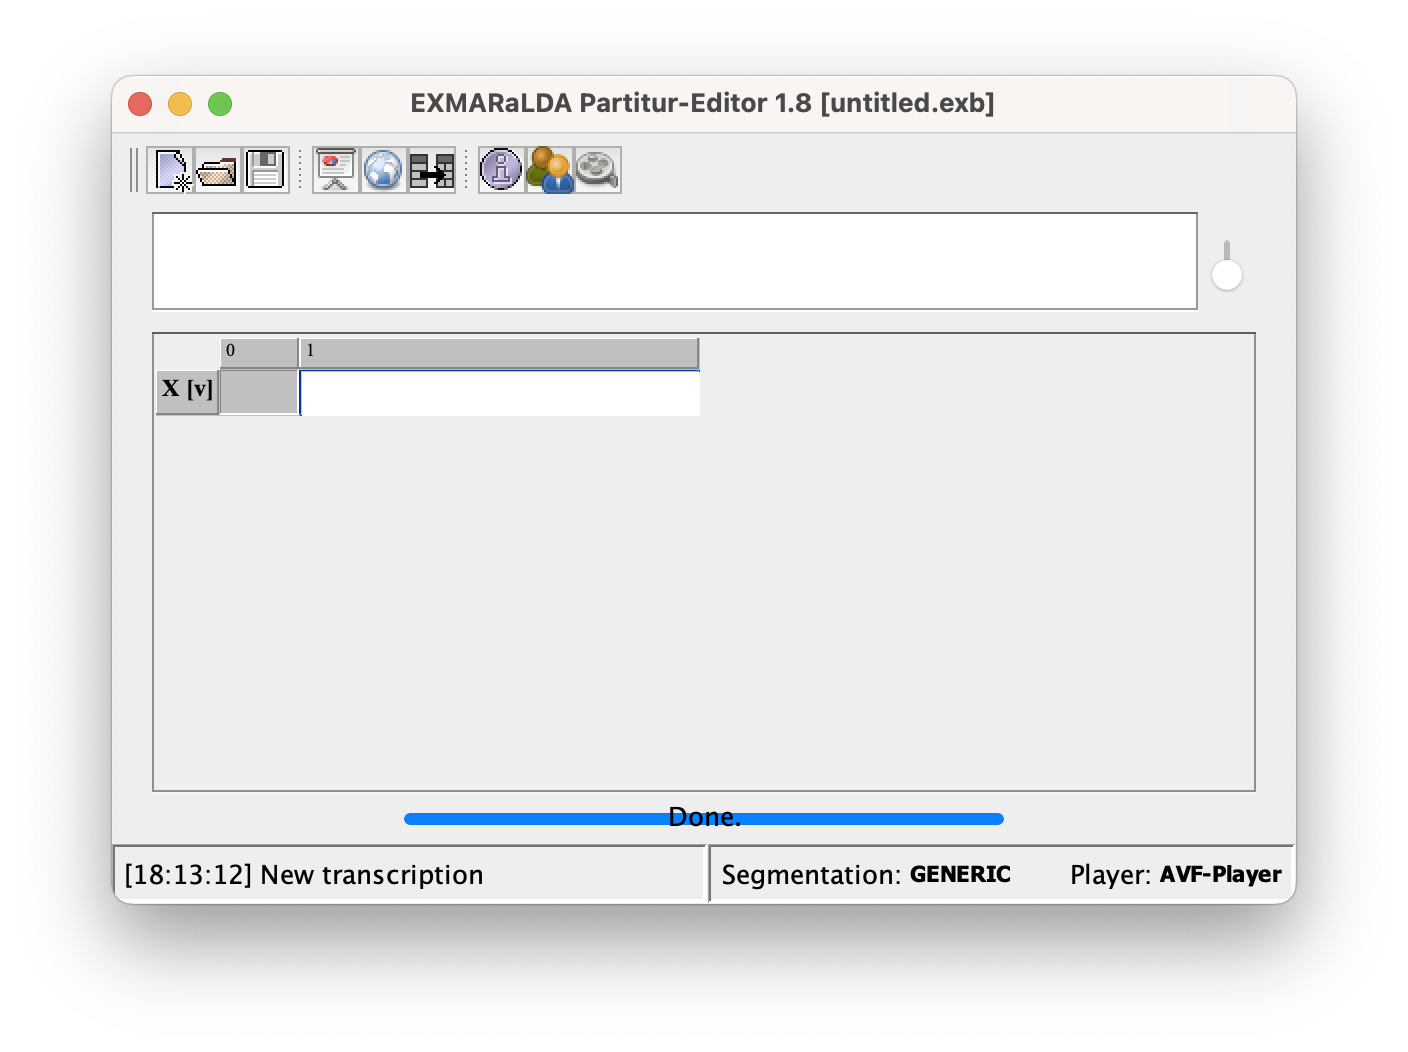 EXMARaLDA Partitur-Editor 1.8 [untitled.exb]
0 1
X [v]
Done.
[18:13:12] New transcription Segmentation: GENERIC Player: AVF-Player